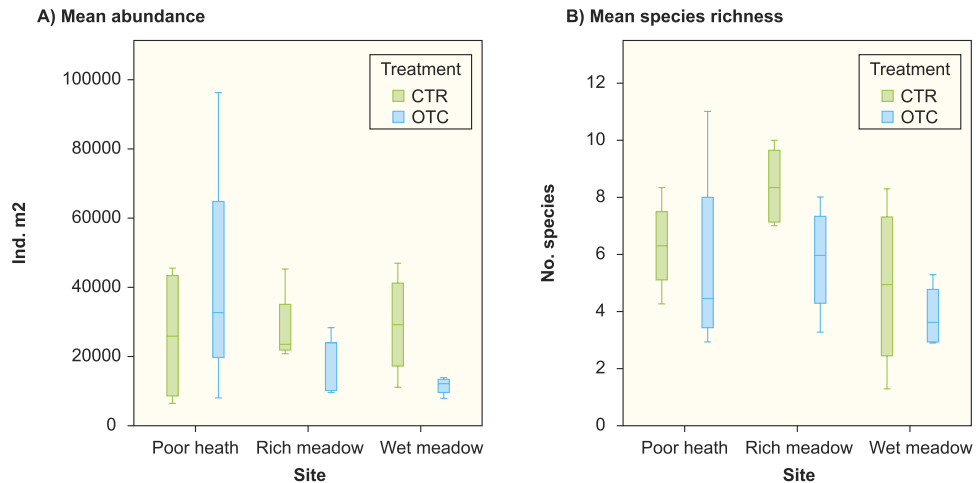 A) Mean abundance
Ind. m2
100000
80000
60000
40000
20000
0
Treatment
CTR
OTC
Poor heath
Rich meadow
Wet meadow
Site
B) Mean species richness
No. species
12
10
8
6
4
2
0
Treatment
CTR
OTC
Poor heath
Rich meadow
Wet meadow
Site